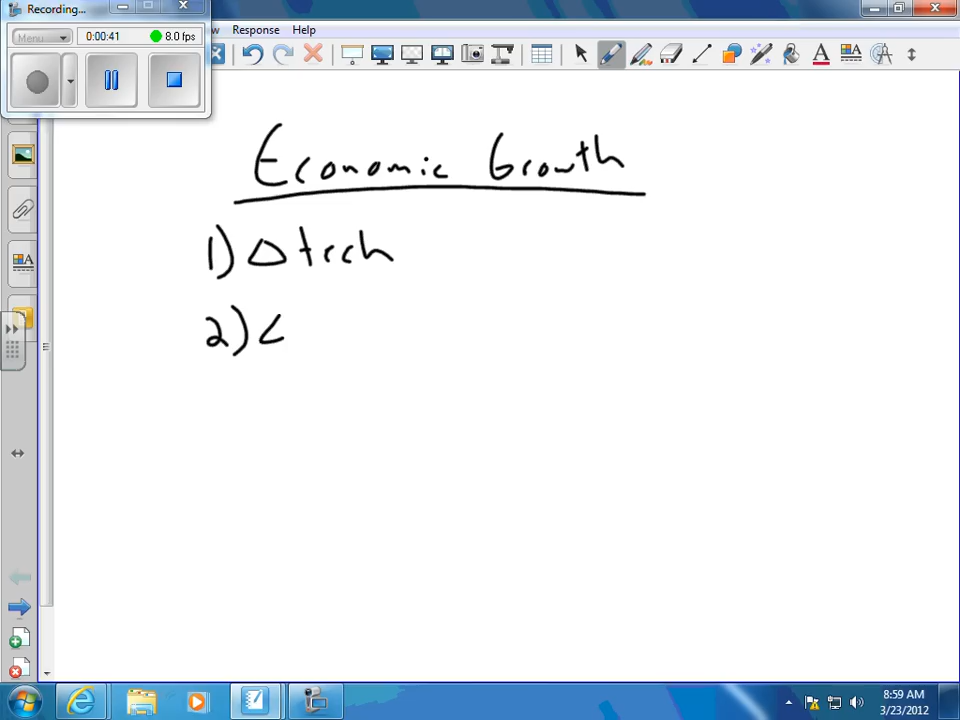 Recording...
Menu 0:00:41 8.0 fps
w Response Help
Economic Growth
1) Δ tech
2) <
8:59 AM
3/23/2012